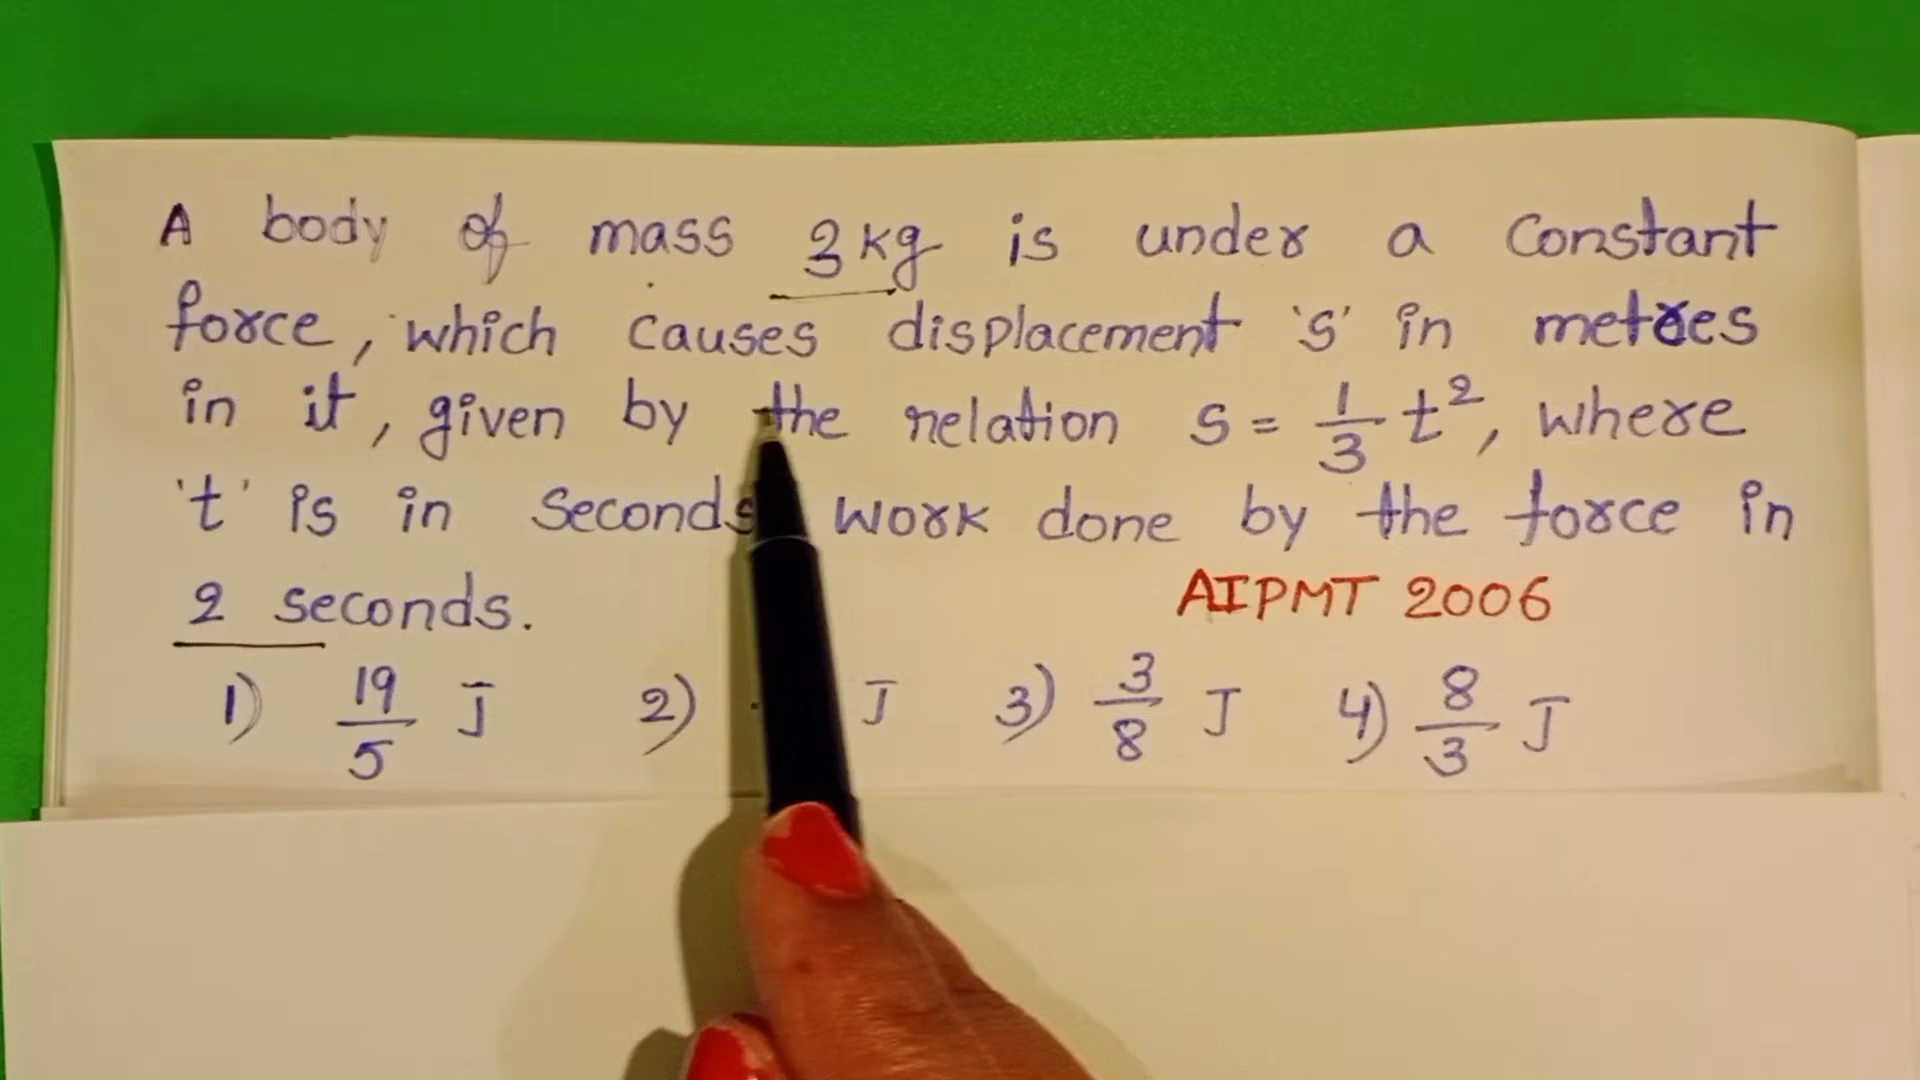 A body of mass 3kg is under a constant
force, which causes displacement 's' in metres
in it, given by the relation s = 1/3 t², where
't' is in seconds work done by the force in
2 seconds.
AIPMT 2006
1) 19/5 J 2) J 3) 3/8 J 4) 8/3 J